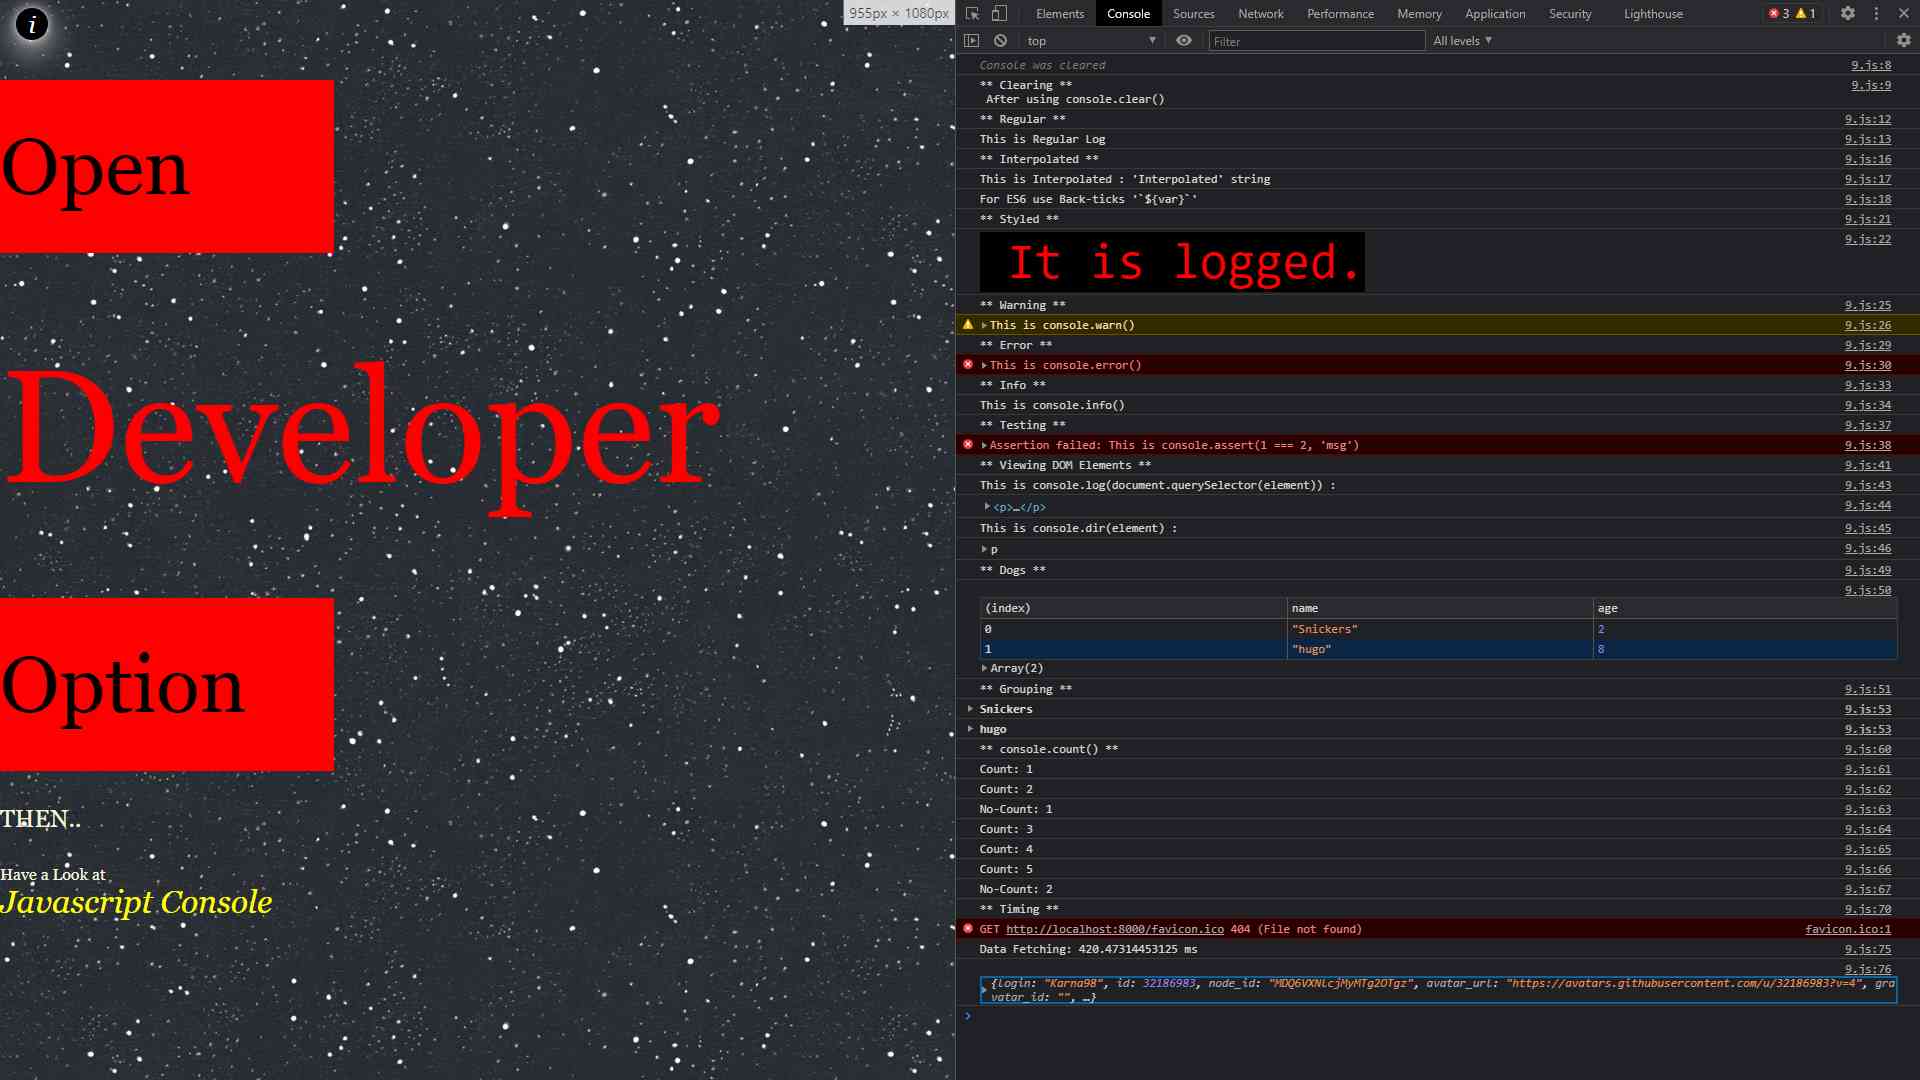 i
955px × 1080px
Open
Developer
Option
THEN..
Have a Look at
Javascript Console
Elements Console Sources Network Performance Memory Application Security Lighthouse 3 1
top Filter All levels
Console was cleared 9.js:8
** Clearing ** 9.js:9
After using console.clear()
** Regular ** 9.js:12
This is Regular Log 9.js:13
** Interpolated ** 9.js:16
This is Interpolated : 'Interpolated' string 9.js:17
For ES6 use Back-ticks '`${var}`' 9.js:18
** Styled ** 9.js:21
It is logged. 9.js:22
** Warning ** 9.js:25
This is console.warn() 9.js:26
** Error ** 9.js:29
This is console.error() 9.js:30
** Info ** 9.js:33
This is console.info() 9.js:34
** Testing ** 9.js:37
Assertion failed: This is console.assert(1 === 2, 'msg') 9.js:38
** Viewing DOM Elements ** 9.js:41
This is console.log(document.querySelector(element)) : 9.js:43
<p>…</p> 9.js:44
This is console.dir(element) : 9.js:45
p 9.js:46
** Dogs ** 9.js:49
9.js:50
(index) name age
0 "Snickers" 2
1 "hugo" 8
Array(2)
** Grouping ** 9.js:51
Snickers 9.js:53
hugo 9.js:53
** console.count() ** 9.js:60
Count: 1 9.js:61
Count: 2 9.js:62
No-Count: 1 9.js:63
Count: 3 9.js:64
Count: 4 9.js:65
Count: 5 9.js:66
No-Count: 2 9.js:67
** Timing ** 9.js:70
GET http://localhost:8000/favicon.ico 404 (File not found) favicon.ico:1
Data Fetching: 420.47314453125 ms 9.js:75
9.js:76
{login: "Karna98", id: 32186983, node_id: "MDQ6VXNlcjMyMTg2OTgz", avatar_url: "https://avatars.githubusercontent.com/u/32186983?v=4", gra
vatar_id: "", …}